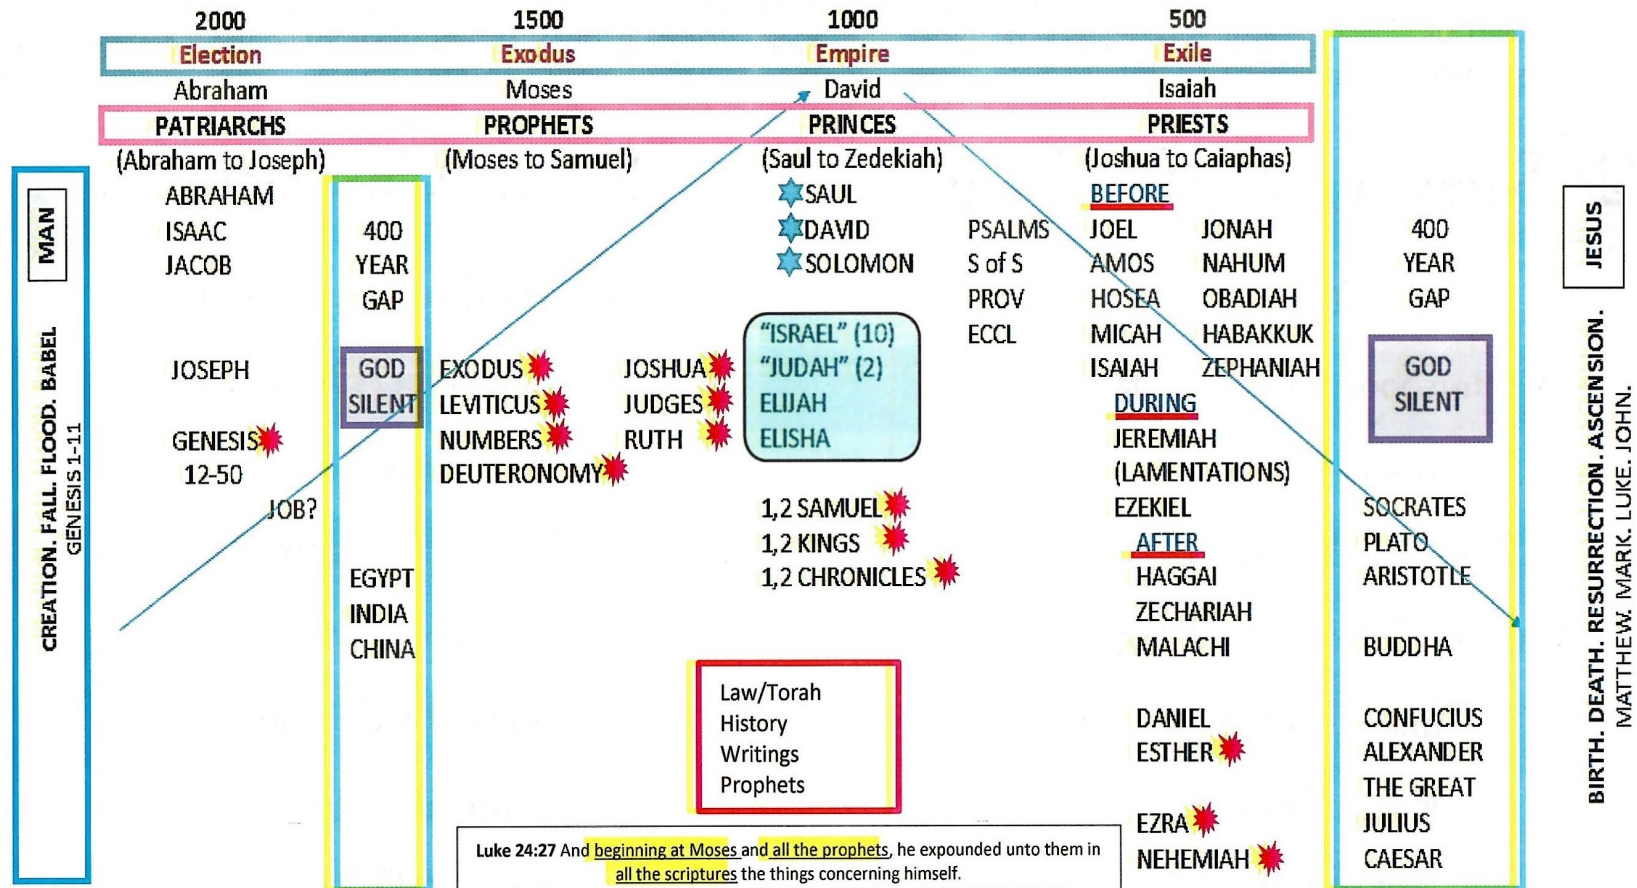 2000
1500
1000
500
Election
Exodus
Empire
Exile
Abraham
Moses
David
Isaiah
PATRIARCHS
PROPHETS
PRINCES
PRIESTS
(Abraham to Joseph)
(Moses to Samuel)
(Saul to Zedekiah)
(Joshua to Caiaphas)
MAN
CREATION. FALL. FLOOD. BABEL
GENESIS 1-11
ABRAHAM
ISAAC
JACOB
JOSEPH
GENESIS
12-50
JOB?
400
YEAR
GAP
GOD
SILENT
EGYPT
INDIA
CHINA
EXODUS
LEVITICUS
NUMBERS
DEUTERONOMY
JOSHUA
JUDGES
RUTH
SAUL
DAVID
SOLOMON
"ISRAEL" (10)
"JUDAH" (2)
ELIJAH
ELISHA
1,2 SAMUEL
1,2 KINGS
1,2 CHRONICLES
PSALMS
S of S
PROV
ECCL
BEFORE
JOEL
AMOS
HOSEA
MICAH
ISAIAH
JONAH
NAHUM
OBADIAH
HABAKKUK
ZEPHANIAH
DURING
JEREMIAH
(LAMENTATIONS)
EZEKIEL
AFTER
HAGGAI
ZECHARIAH
MALACHI
DANIEL
ESTHER
EZRA
NEHEMIAH
400
YEAR
GAP
GOD
SILENT
SOCRATES
PLATO
ARISTOTLE
BUDDHA
CONFUCIUS
ALEXANDER
THE GREAT
JULIUS
CAESAR
JESUS
BIRTH. DEATH. RESURRECTION. ASCENSION.
MATTHEW. MARK. LUKE. JOHN.
Law/Torah
History
Writings
Prophets
Luke 24:27 And beginning at Moses and all the prophets, he expounded unto them in
all the scriptures the things concerning himself.